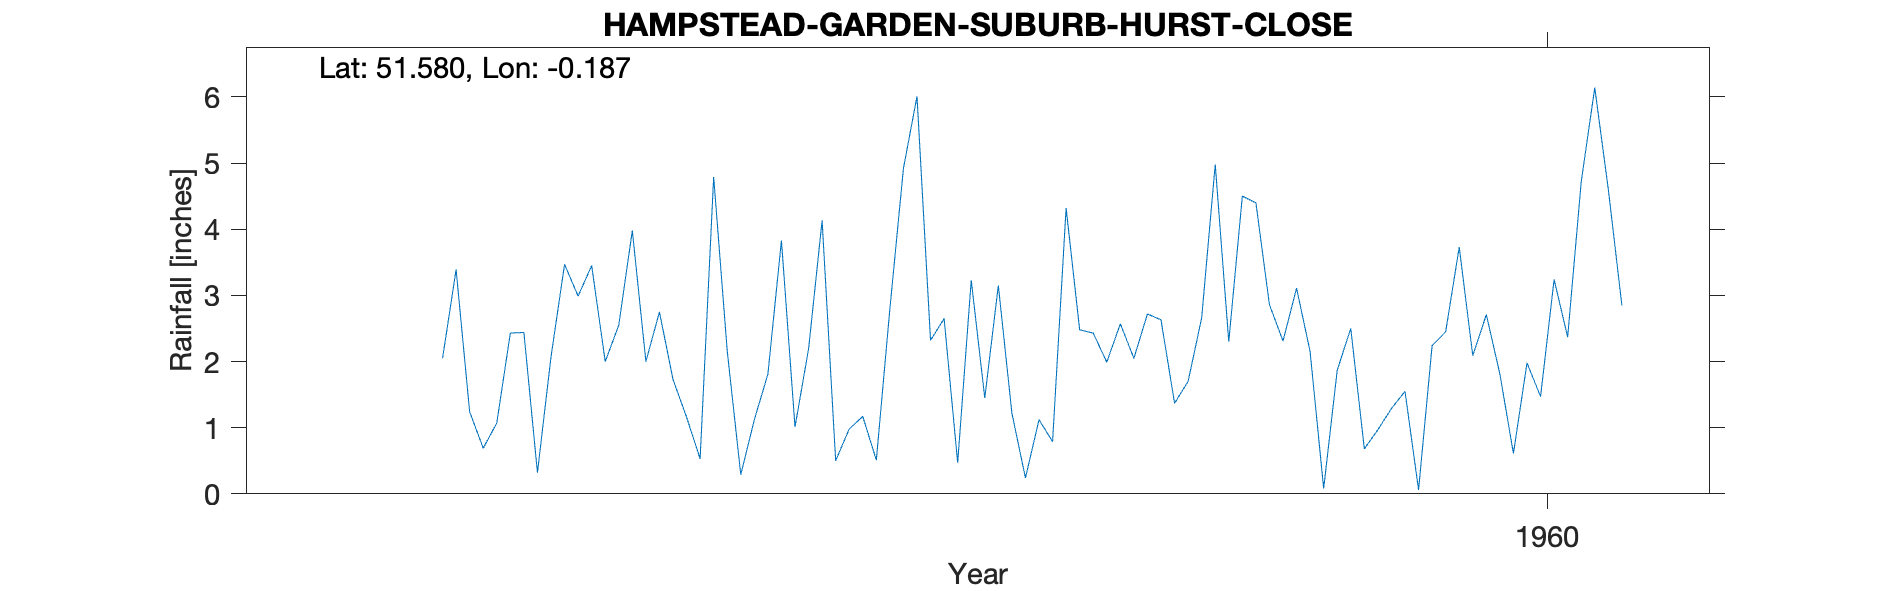 HAMPSTEAD-GARDEN-SUBURB-HURST-CLOSE
Lat: 51.580, Lon: -0.187
6
5
4
3
2
1
0
Rainfall [inches]
1960
Year